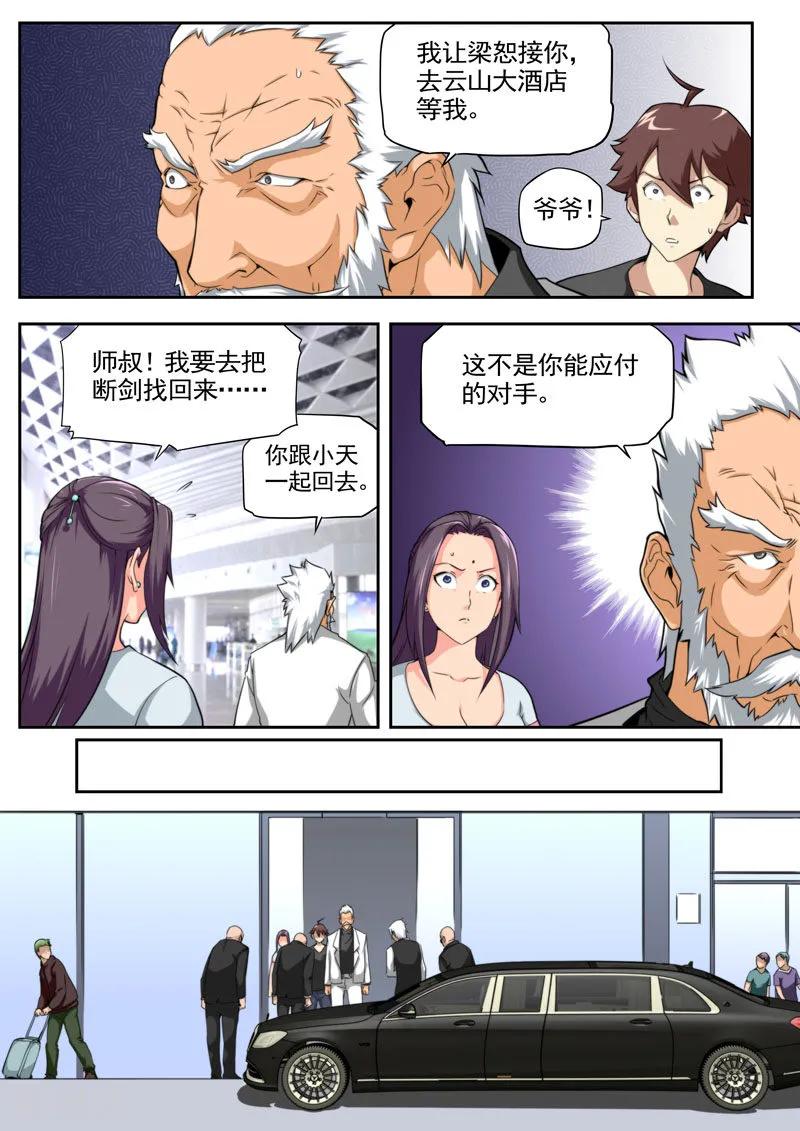 我让梁恕接你，
去云山大酒店
等我。
爷爷！
师叔！我要去把
断剑找回来……
你跟小天
一起回去。
这不是你能应付
的对手。